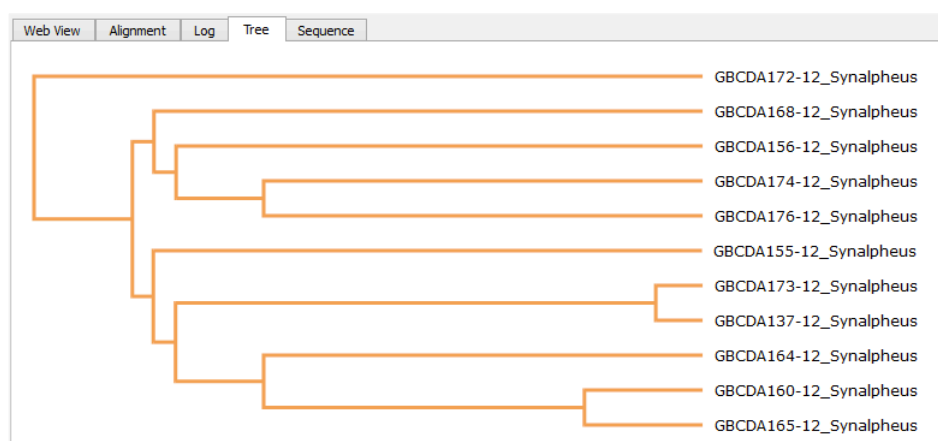 Web View Alignment Log Tree Sequence
GBCDA172-12_Synalpheus
GBCDA168-12_Synalpheus
GBCDA156-12_Synalpheus
GBCDA174-12_Synalpheus
GBCDA176-12_Synalpheus
GBCDA155-12_Synalpheus
GBCDA173-12_Synalpheus
GBCDA137-12_Synalpheus
GBCDA164-12_Synalpheus
GBCDA160-12_Synalpheus
GBCDA165-12_Synalpheus